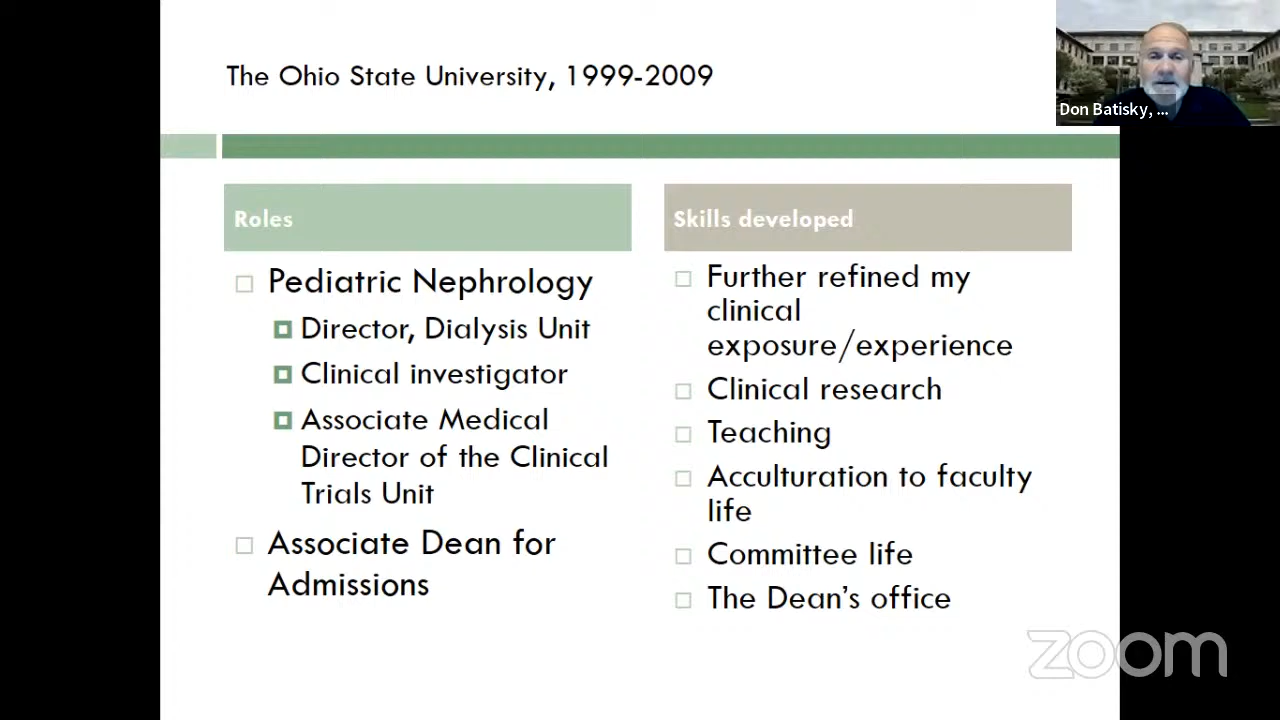 The Ohio State University, 1999-2009
Don Batisky, ...
Roles
Pediatric Nephrology
Director, Dialysis Unit
Clinical investigator
Associate Medical
Director of the Clinical
Trials Unit
Associate Dean for
Admissions
Skills developed
Further refined my
clinical
exposure/experience
Clinical research
Teaching
Acculturation to faculty
life
Committee life
The Dean’s office
zoom